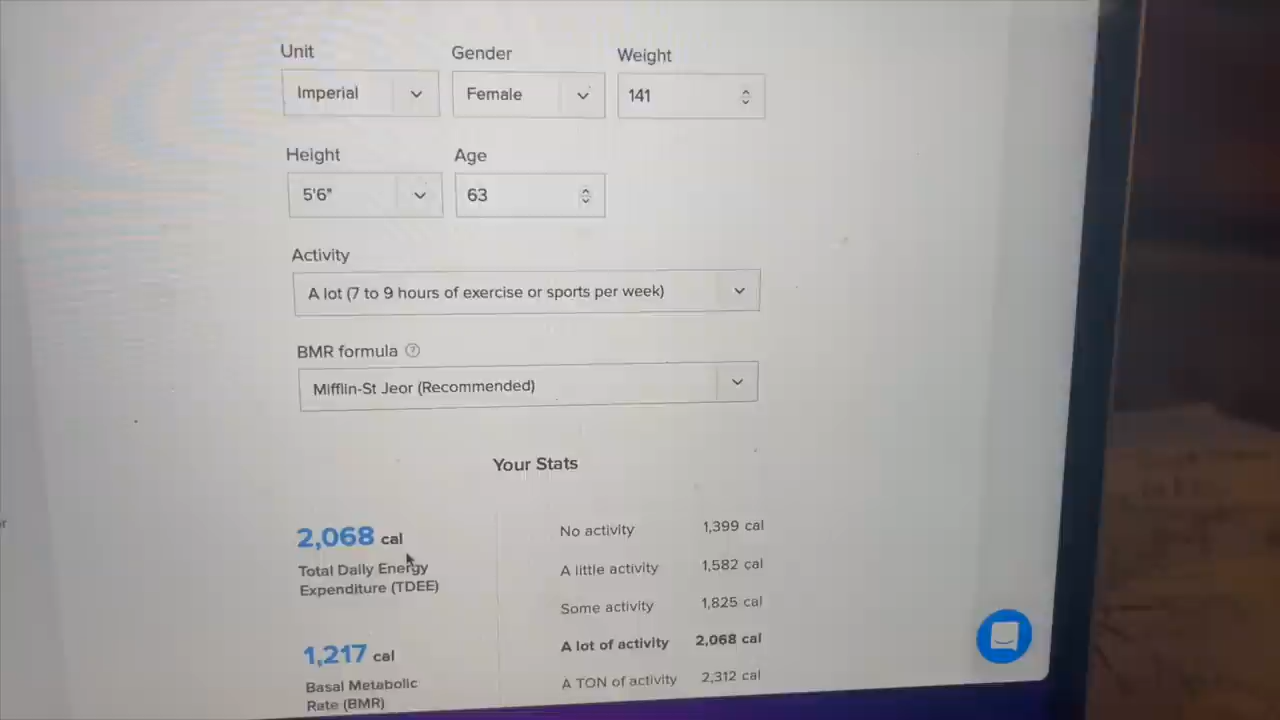 Unit Gender Weight
Imperial Female 141
Height Age
5'6" 63
Activity
A lot (7 to 9 hours of exercise or sports per week)
BMR formula ?
Mifflin-St Jeor (Recommended)
Your Stats
2,068 cal
Total Daily Energy
Expenditure (TDEE)
1,217 cal
Basal Metabolic
Rate (BMR)
No activity 1,399 cal
A little activity 1,582 cal
Some activity 1,825 cal
A lot of activity 2,068 cal
A TON of activity 2,312 cal